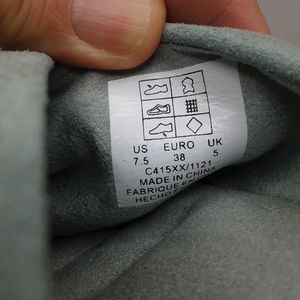 US EURO UK
7.5 38 5
C415XX/1121
MADE IN CHINA
FABRIQUE EN